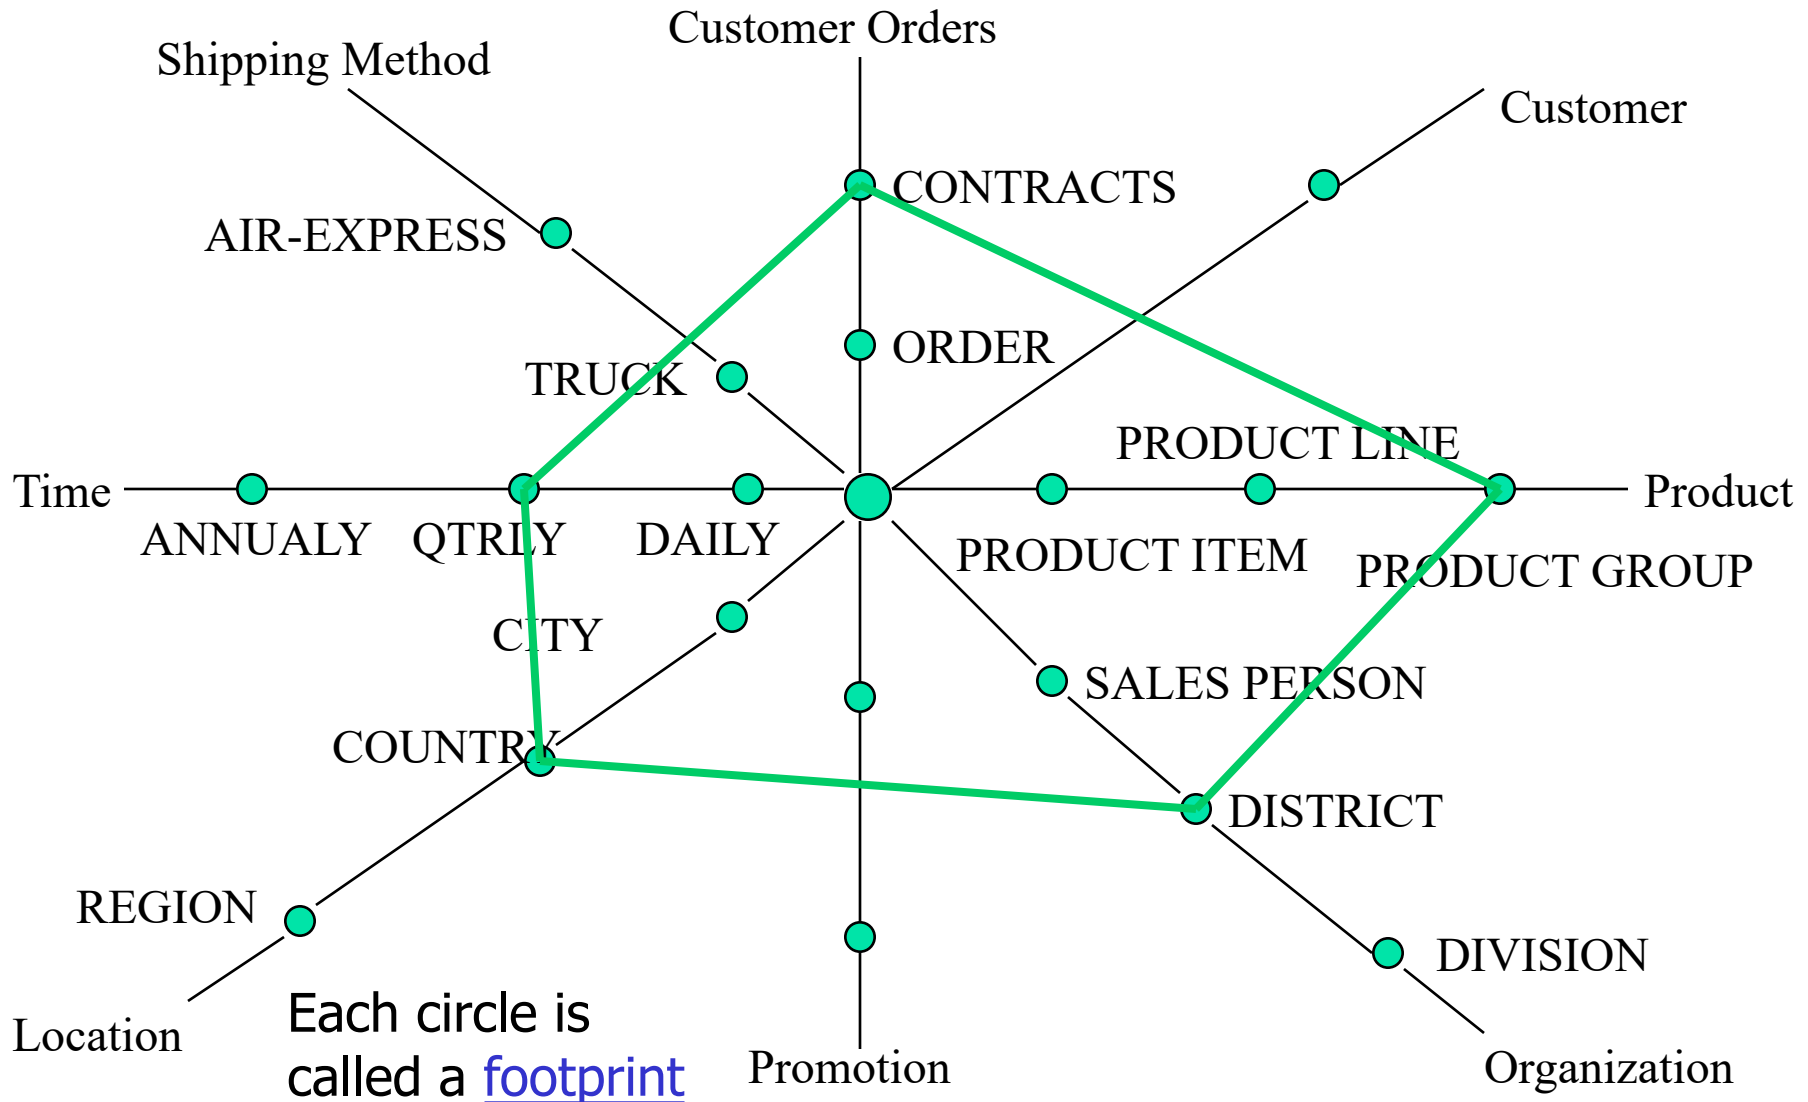 Customer Orders
Shipping Method
Customer
CONTRACTS
AIR-EXPRESS
ORDER
TRUCK
PRODUCT LINE
Time
Product
ANNUALY
QTRLY
DAILY
PRODUCT ITEM
PRODUCT GROUP
CITY
SALES PERSON
COUNTRY
DISTRICT
REGION
DIVISION
Location
Each circle is
called a footprint
Promotion
Organization